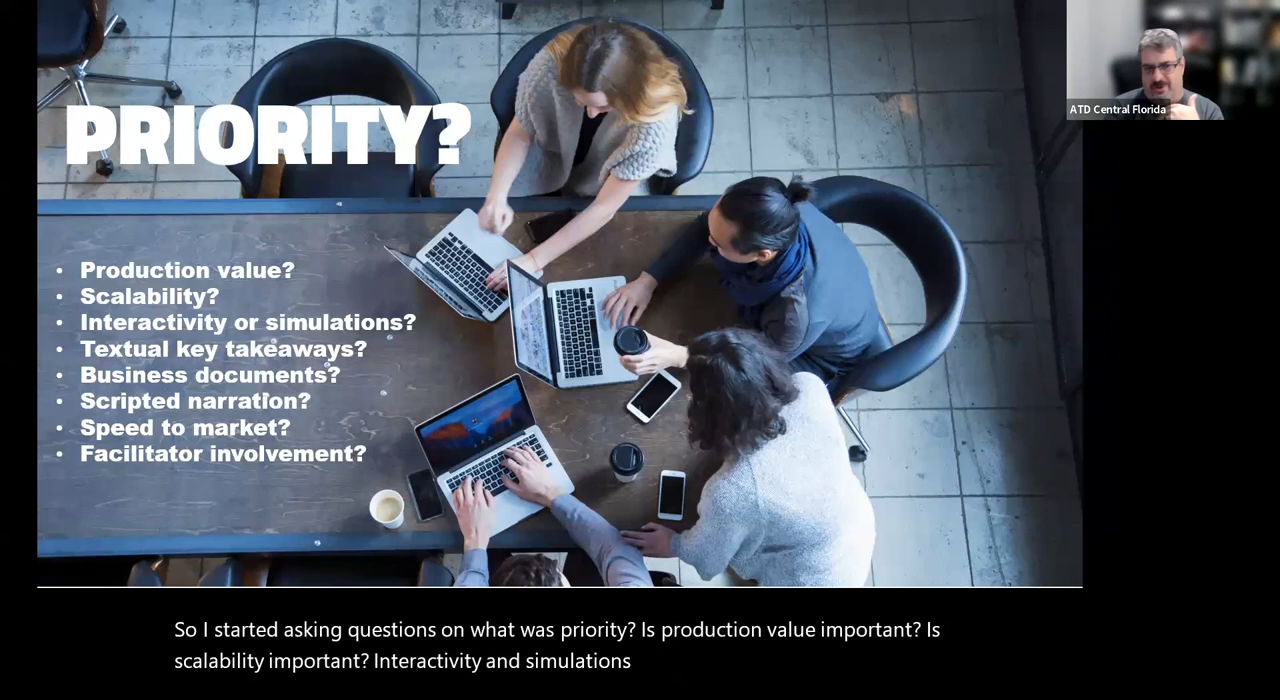 PRIORITY?
• Production value?
• Scalability?
• Interactivity or simulations?
• Textual key takeaways?
• Business documents?
• Scripted narration?
• Speed to market?
• Facilitator involvement?
ATD Central Florida
So I started asking questions on what was priority? Is production value important? Is
scalability important? Interactivity and simulations